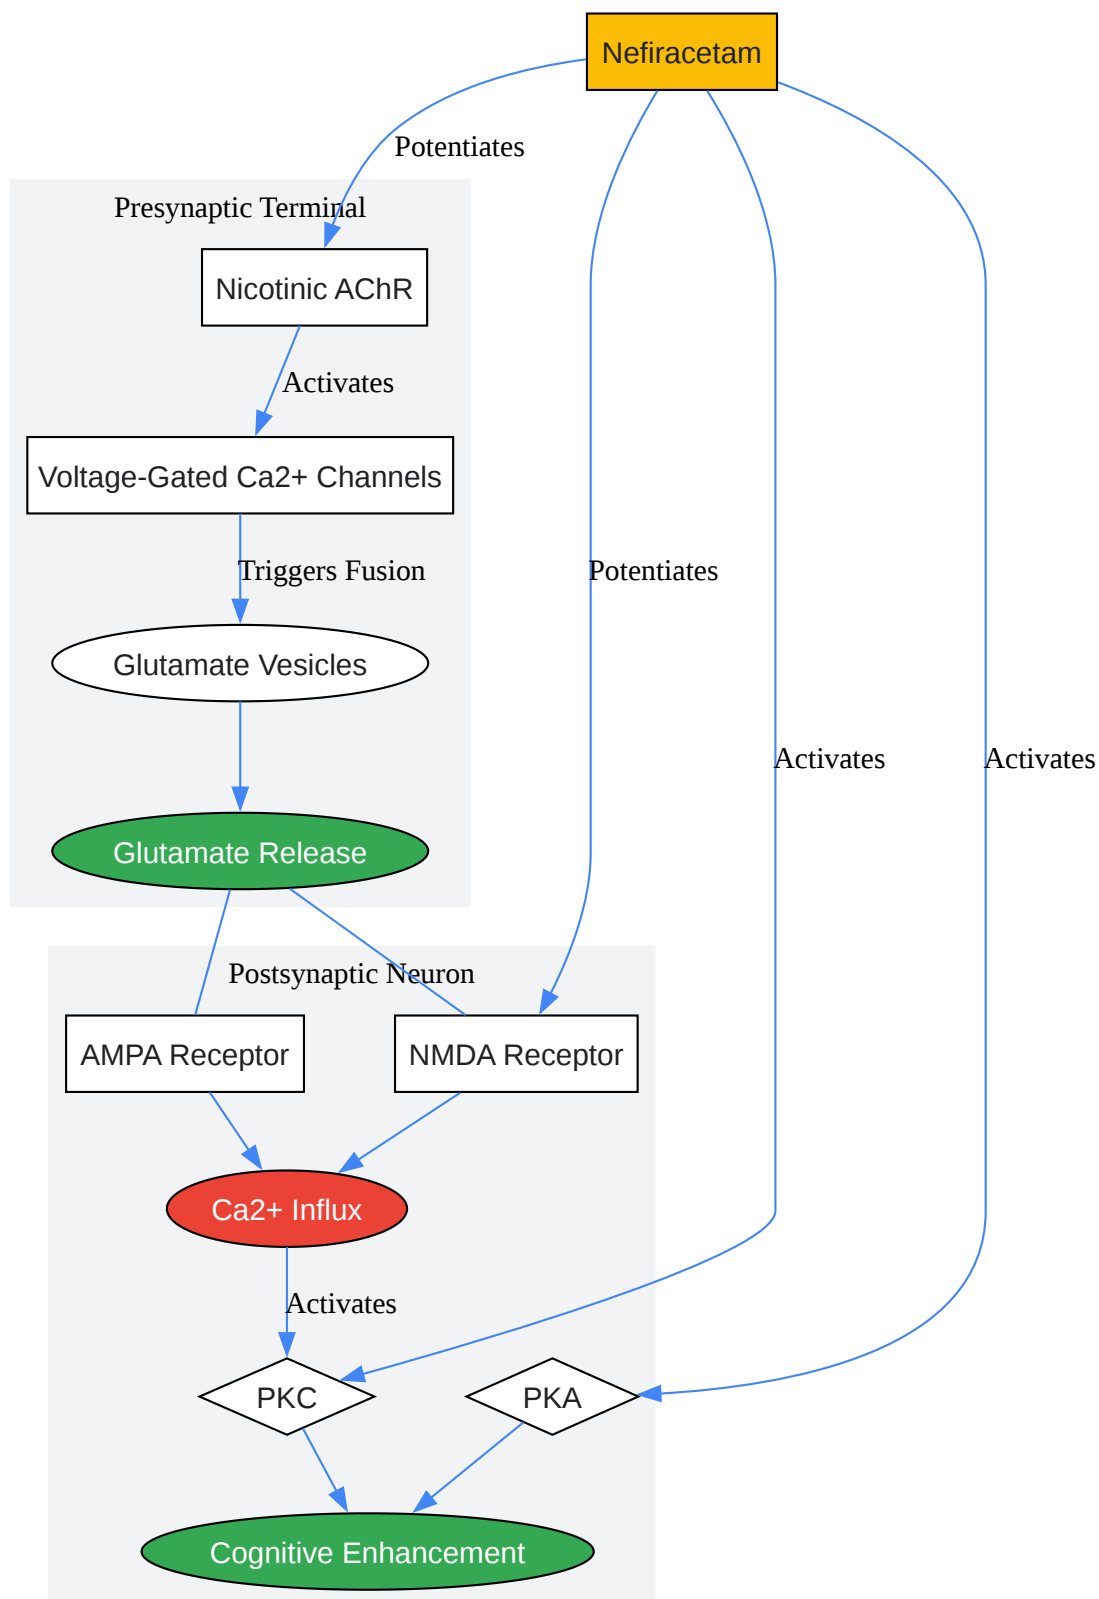 Nefiracetam
Potentiates
Presynaptic Terminal
Nicotinic AChR
Activates
Voltage-Gated Ca2+ Channels
Triggers Fusion
Potentiates
Glutamate Vesicles
Activates
Activates
Glutamate Release
Postsynaptic Neuron
AMPA Receptor
NMDA Receptor
Ca2+ Influx
Activates
PKC
PKA
Cognitive Enhancement